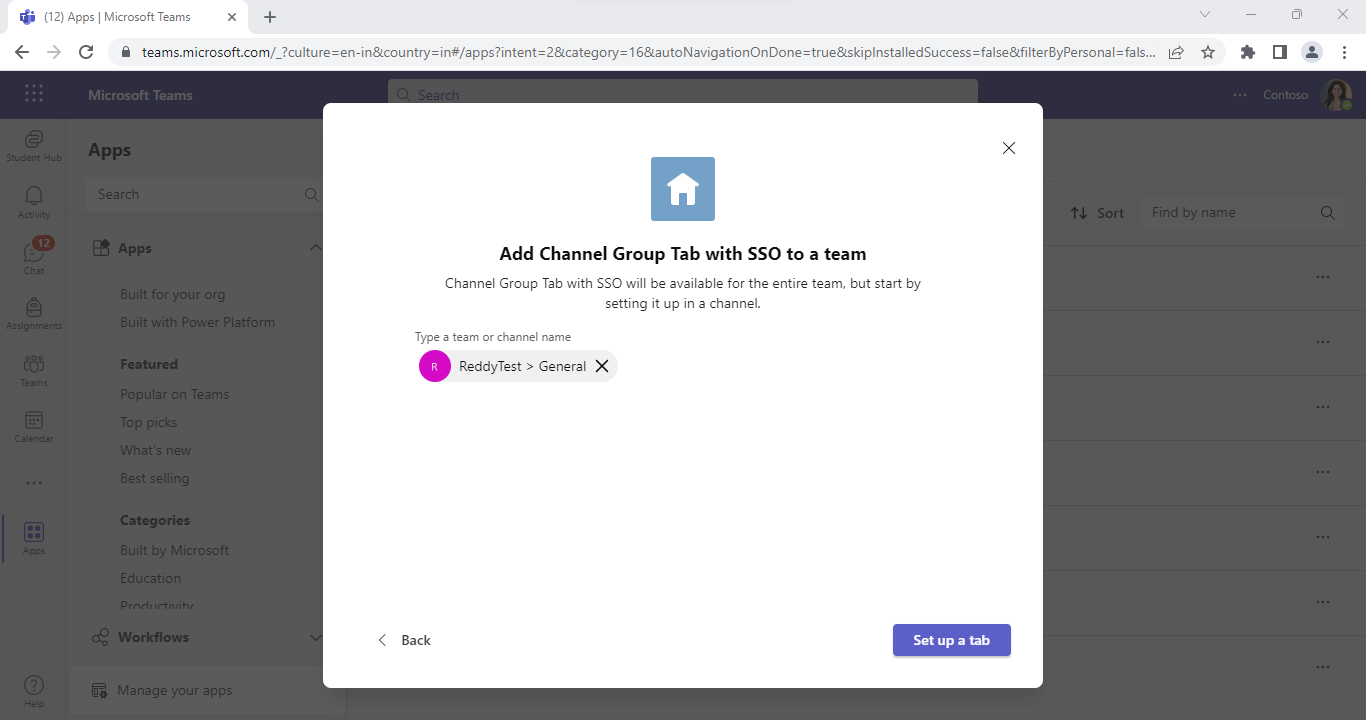 (12) Apps | Microsoft Teams
teams.microsoft.com/_?culture=en-in&country=in#/apps?intent=2&category=16&autoNavigationOnDone=true&skipInstalledSuccess=false&filterByPersonal=fals...
Microsoft Teams
Search
Contoso
Student Hub
Activity
12
Chat
Assignments
Teams
Calendar
Apps
Help
Apps
Search
Apps
Built for your org
Built with Power Platform
Featured
Popular on Teams
Top picks
What's new
Best selling
Categories
Built by Microsoft
Education
Productivity
Workflows
Manage your apps
Sort
Find by name
Add Channel Group Tab with SSO to a team
Channel Group Tab with SSO will be available for the entire team, but start by
setting it up in a channel.
Type a team or channel name
R
ReddyTest > General
Back
Set up a tab